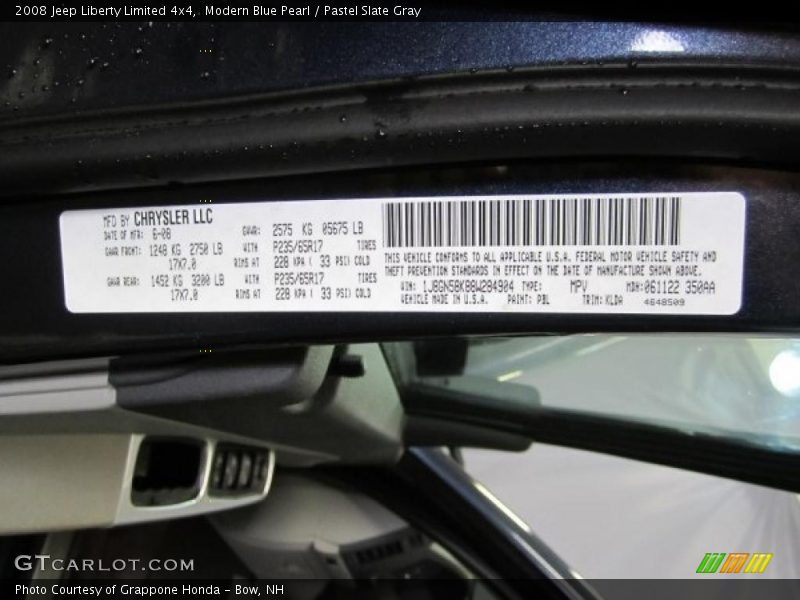 2008 Jeep Liberty Limited 4x4, Modern Blue Pearl / Pastel Slate Gray
MFD BY CHRYSLER LLC
DATE OF MFR: 6-08 GVWR: 2575 KG 05675 LB
GAWR FRONT: 1248 KG 2750 LB WITH P235/65R17 TIRES
17X7.0 RIMS AT 228 KPA ( 33 PSI) COLD
GAWR REAR: 1452 KG 3200 LB WITH P235/65R17 TIRES
17X7.0 RIMS AT 228 KPA ( 33 PSI) COLD
THIS VEHICLE CONFORMS TO ALL APPLICABLE U.S.A. FEDERAL MOTOR VEHICLE SAFETY AND
THEFT PREVENTION STANDARDS IN EFFECT ON THE DATE OF MANUFACTURE SHOWN ABOVE.
VIN: 1J8GN58K88W284904 TYPE: MPV MDH: 061122 350AA
VEHICLE MADE IN U.S.A. PAINT: PBL TRIM: KLDA 4648509
GTCARLOT.COM
Photo Courtesy of Grappone Honda - Bow, NH